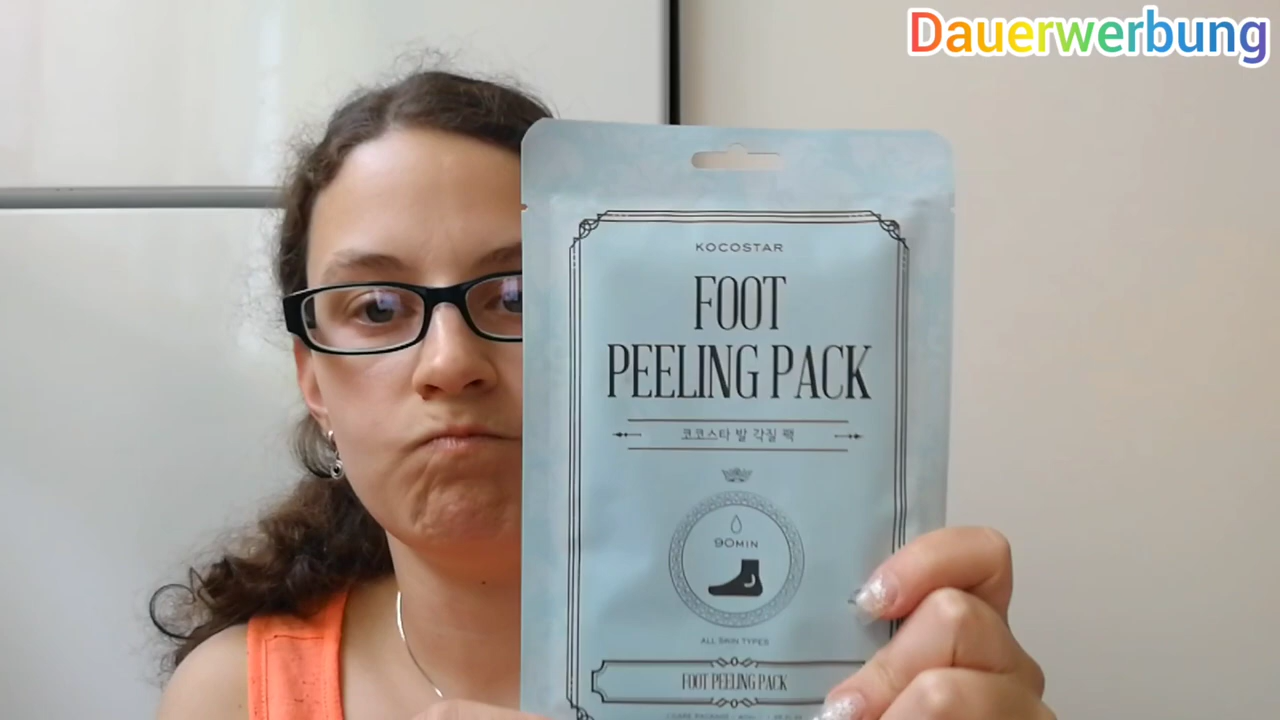 Dauerwerbung
KOCOSTAR
FOOT
PEELING PACK
코코스타 발 각질 팩
90MIN
ALL SKIN TYPES
FOOT PEELING PACK